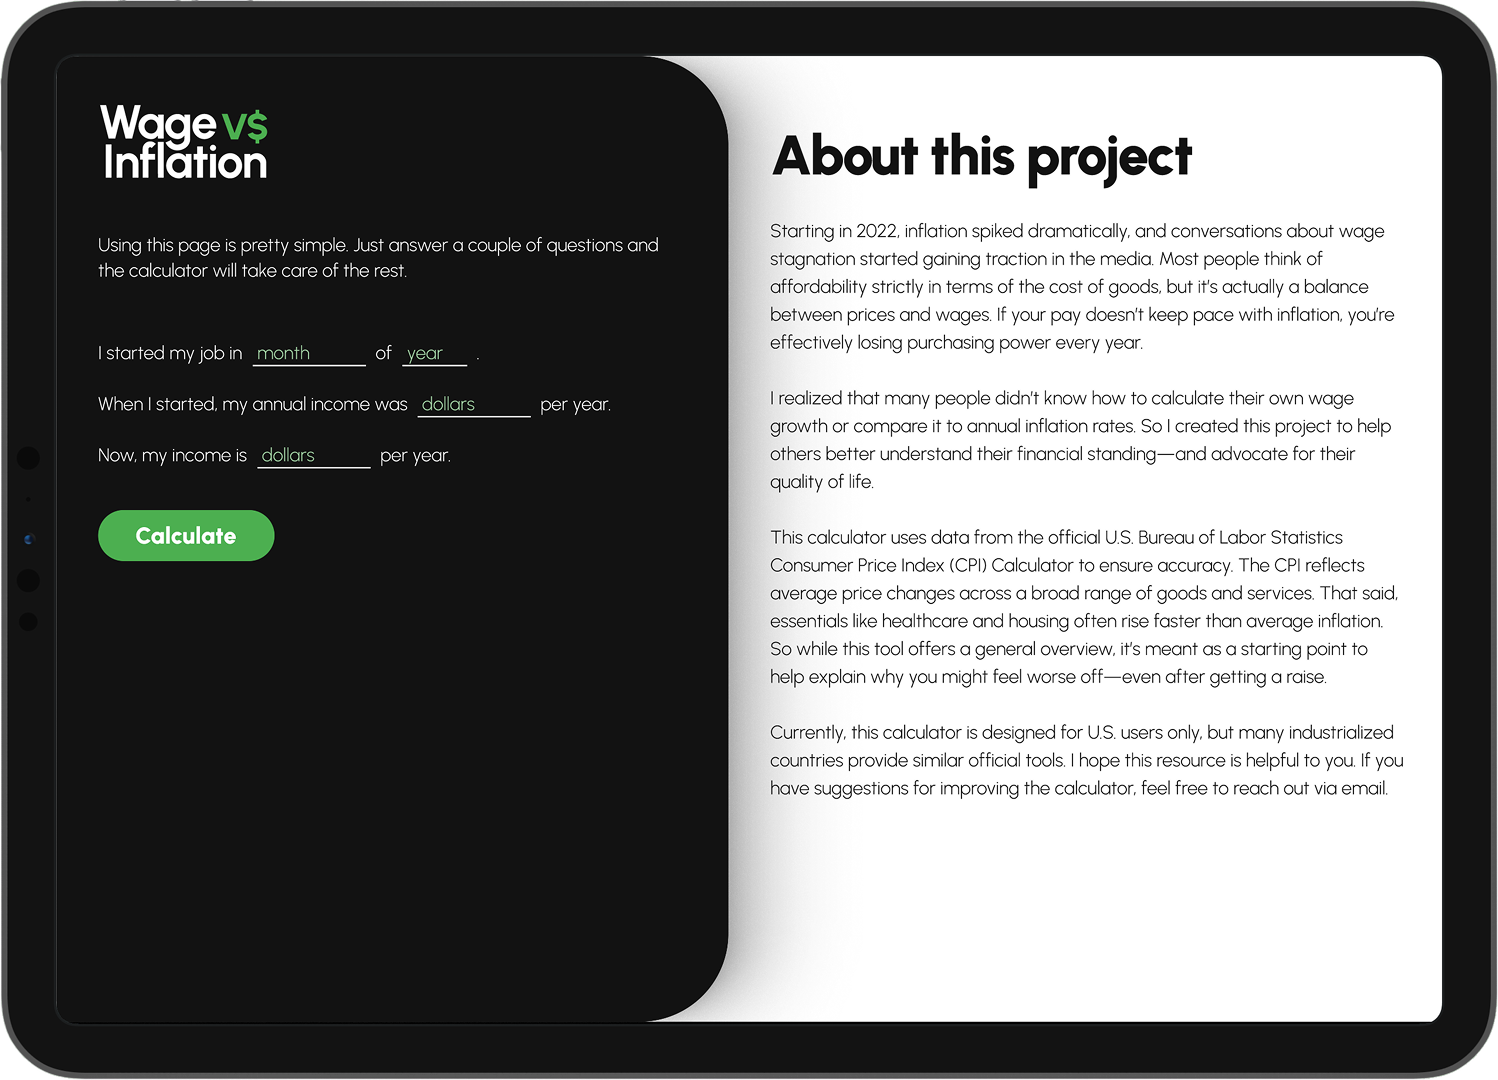 Wage v$
Inflation
Using this page is pretty simple. Just answer a couple of questions and
the calculator will take care of the rest.
I started my job in month of year .
When I started, my annual income was dollars per year.
Now, my income is dollars per year.
Calculate
About this project
Starting in 2022, inflation spiked dramatically, and conversations about wage
stagnation started gaining traction in the media. Most people think of
affordability strictly in terms of the cost of goods, but it’s actually a balance
between prices and wages. If your pay doesn’t keep pace with inflation, you’re
effectively losing purchasing power every year.
I realized that many people didn’t know how to calculate their own wage
growth or compare it to annual inflation rates. So I created this project to help
others better understand their financial standing—and advocate for their
quality of life.
This calculator uses data from the official U.S. Bureau of Labor Statistics
Consumer Price Index (CPI) Calculator to ensure accuracy. The CPI reflects
average price changes across a broad range of goods and services. That said,
essentials like healthcare and housing often rise faster than average inflation.
So while this tool offers a general overview, it’s meant as a starting point to
help explain why you might feel worse off—even after getting a raise.
Currently, this calculator is designed for U.S. users only, but many industrialized
countries provide similar official tools. I hope this resource is helpful to you. If you
have suggestions for improving the calculator, feel free to reach out via email.